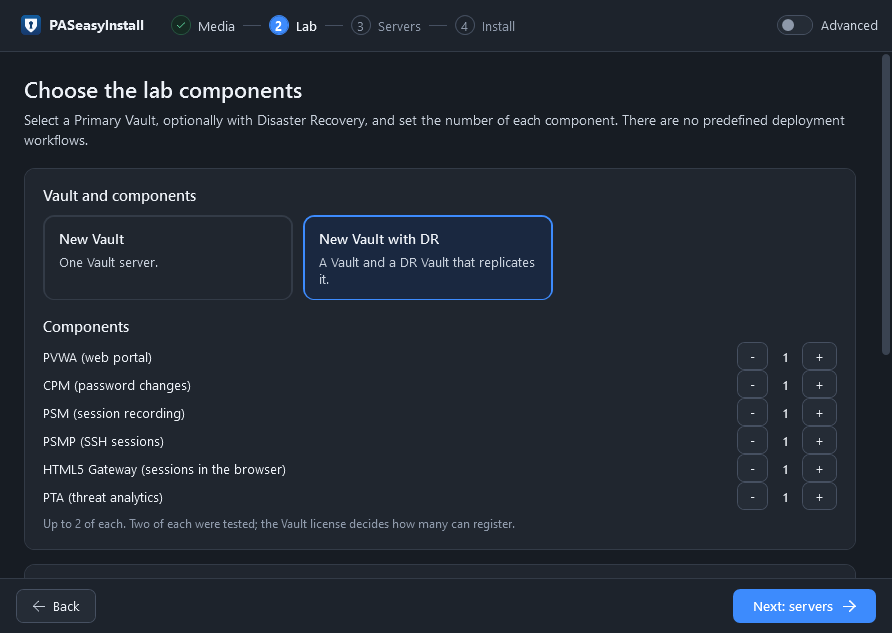 PASeasyInstall
Media
2 Lab
3 Servers
4 Install
Advanced
Choose the lab components
Select a Primary Vault, optionally with Disaster Recovery, and set the number of each component. There are no predefined deployment
workflows.
Vault and components
New Vault
One Vault server.
New Vault with DR
A Vault and a DR Vault that replicates
it.
Components
PVWA (web portal) - 1 +
CPM (password changes) - 1 +
PSM (session recording) - 1 +
PSMP (SSH sessions) - 1 +
HTML5 Gateway (sessions in the browser) - 1 +
PTA (threat analytics) - 1 +
Up to 2 of each. Two of each were tested; the Vault license decides how many can register.
← Back
Next: servers →